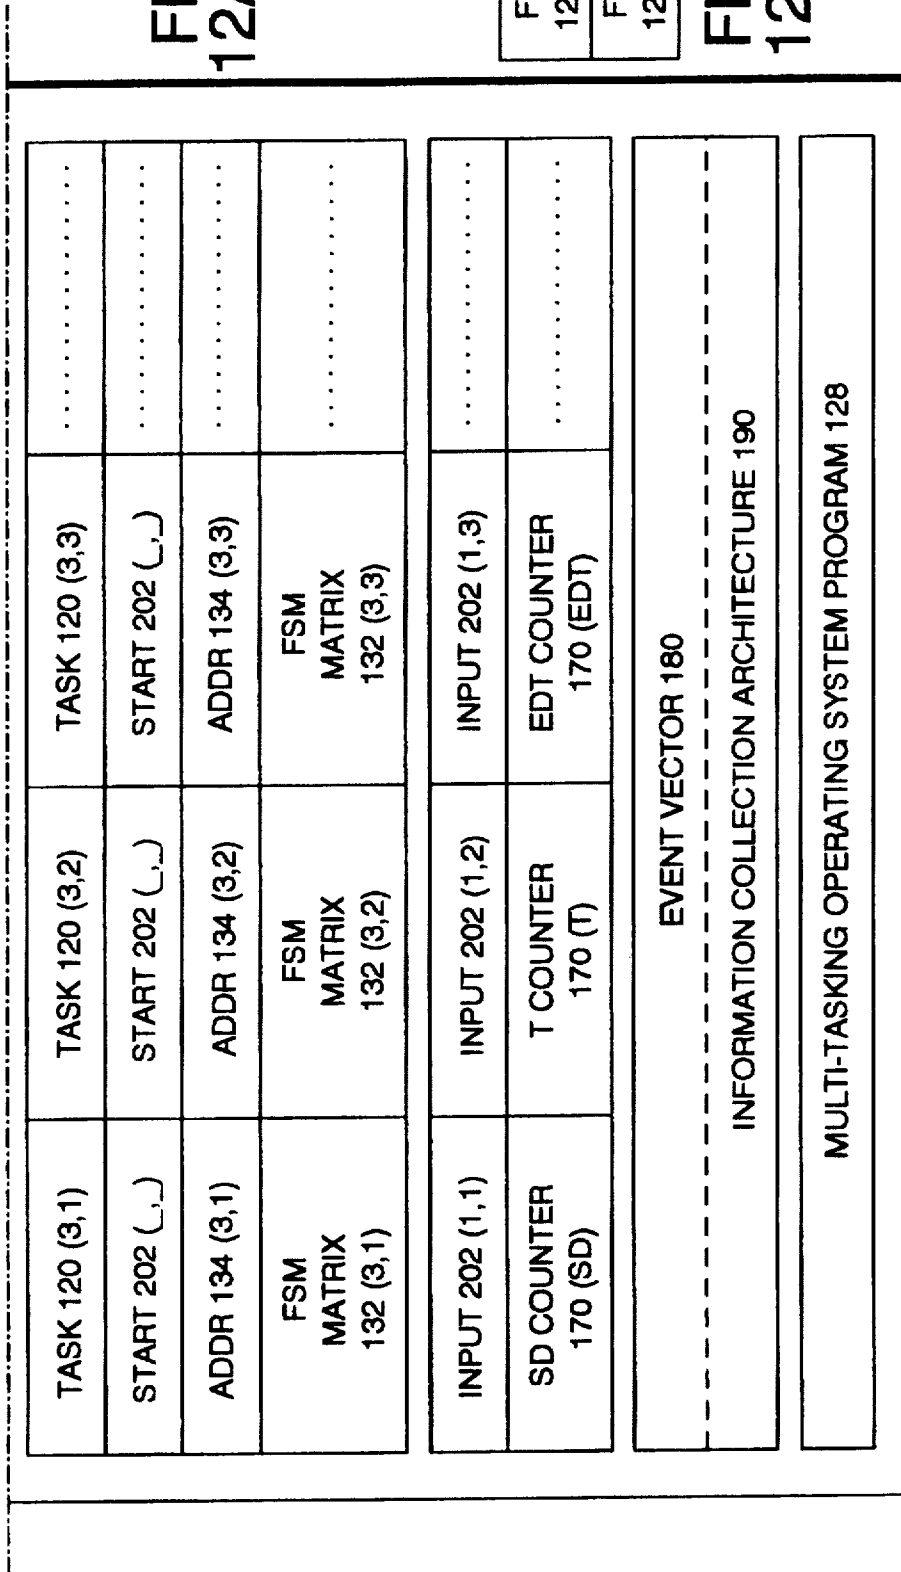 TASK 120 (3,1) TASK 120 (3,2) TASK 120 (3,3) . . . . . . . . . . . .
START 202 (_,_) START 202 (_,_) START 202 (_,_) . . . . . . . . . . . .
ADDR 134 (3,1) ADDR 134 (3,2) ADDR 134 (3,3) . . . . . . . . . . . .
FSM FSM FSM
MATRIX MATRIX MATRIX . . . . . . . . . . . .
132 (3,1) 132 (3,2) 132 (3,3)
INPUT 202 (1,1) INPUT 202 (1,2) INPUT 202 (1,3) . . . . . . . . . . . .
SD COUNTER T COUNTER EDT COUNTER . . . . . . . . . . . .
170 (SD) 170 (T) 170 (EDT)
EVENT VECTOR 180
INFORMATION COLLECTION ARCHITECTURE 190
MULTI-TASKING OPERATING SYSTEM PROGRAM 128